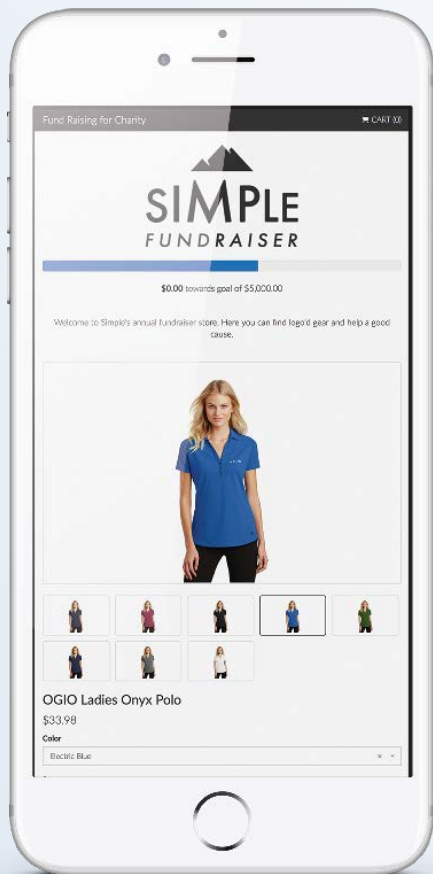 Fund Raising for Charity
CART (0)
SIMPLE
FUNDRAISER
$0.00 towards goal of $5,000.00
Welcome to Simple's annual fundraiser store. Here you can find logo'd gear and help a good
cause.
OGIO Ladies Onyx Polo
$33.98
Color
Electric Blue